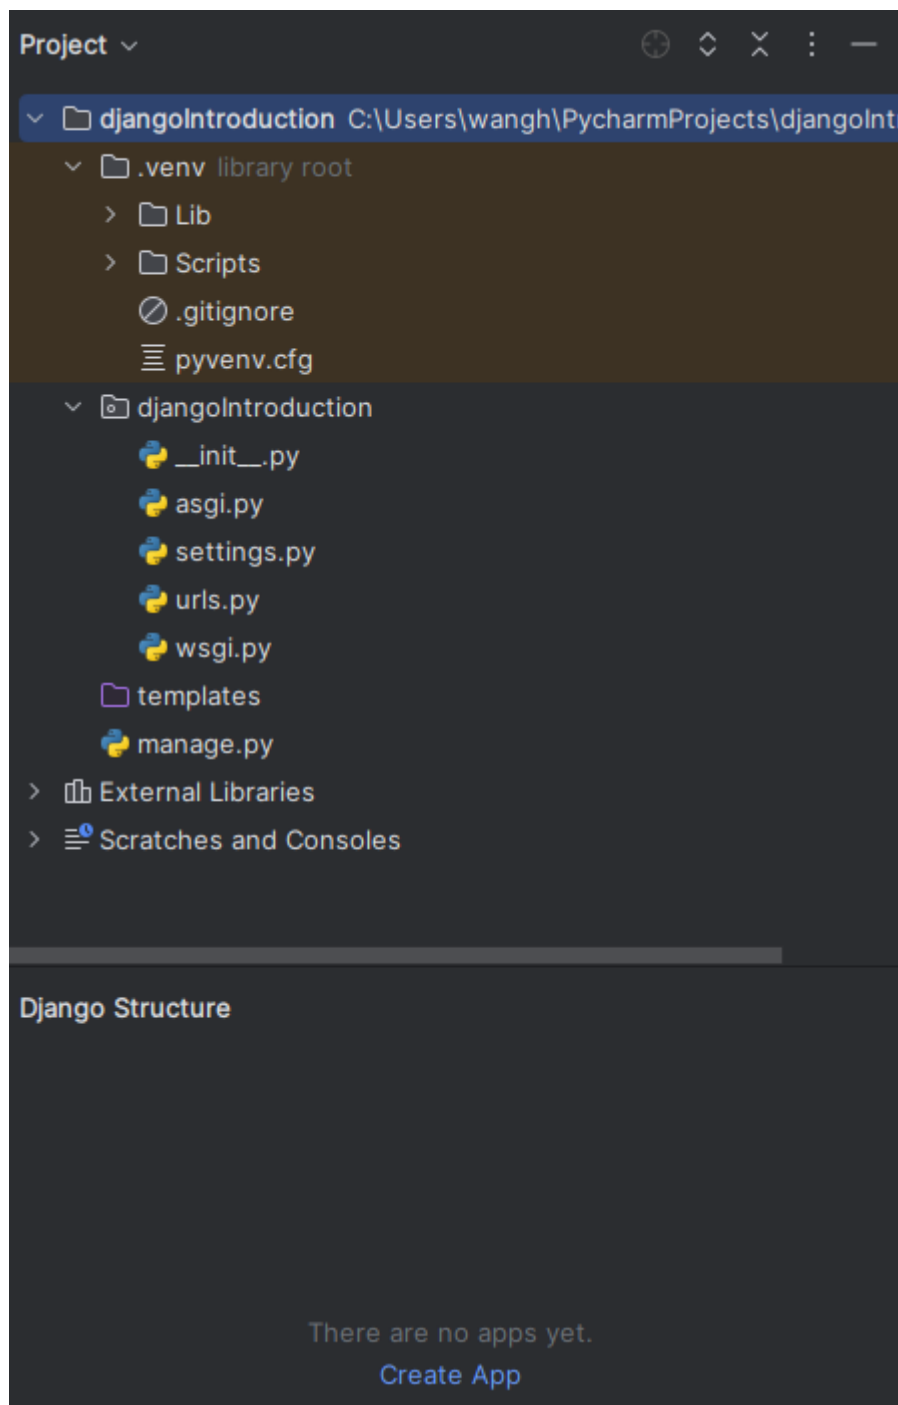 Project
djangoIntroduction C:\Users\wangh\PycharmProjects\djangoInt
.venv library root
Lib
Scripts
.gitignore
pyvenv.cfg
djangoIntroduction
__init__.py
asgi.py
settings.py
urls.py
wsgi.py
templates
manage.py
External Libraries
Scratches and Consoles
Django Structure
There are no apps yet.
Create App